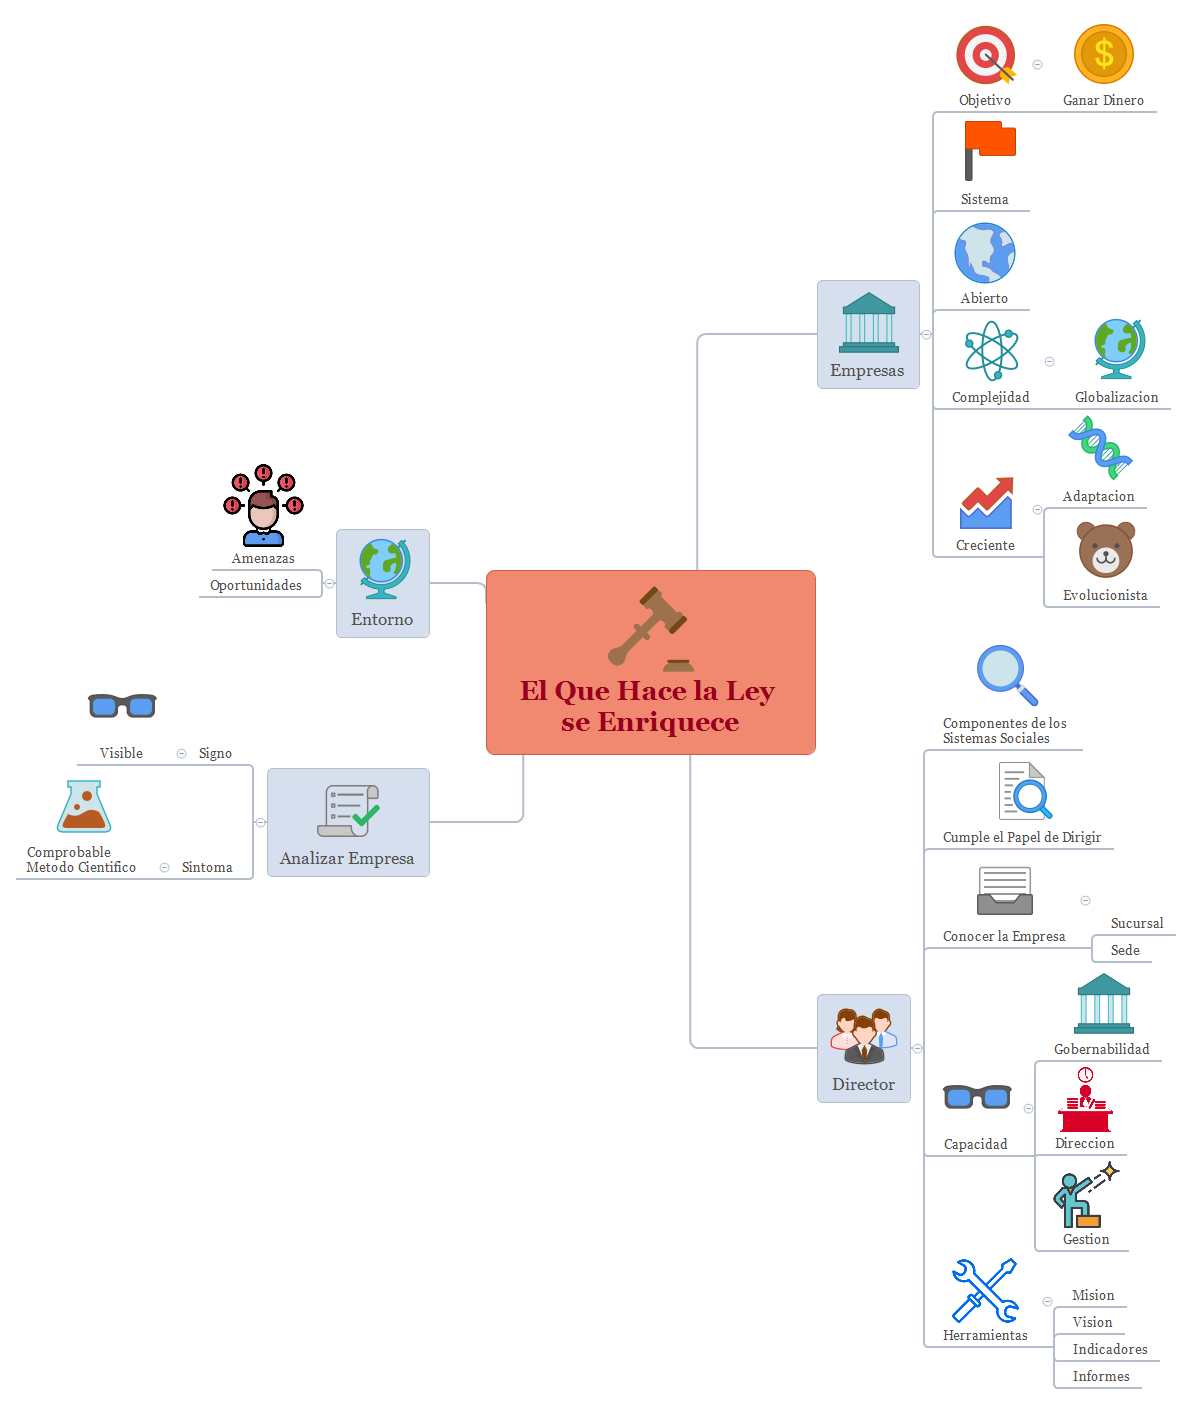 El Que Hace la Ley
se Enriquece
Empresas
Objetivo
Ganar Dinero
$
Sistema
Abierto
Complejidad
Globalizacion
Creciente
Adaptacion
Evolucionista
Director
Componentes de los
Sistemas Sociales
Cumple el Papel de Dirigir
Conocer la Empresa
Sucursal
Sede
Capacidad
Gobernabilidad
Direccion
Gestion
Herramientas
Mision
Vision
Indicadores
Informes
Entorno
Amenazas
Oportunidades
Analizar Empresa
Signo
Visible
Sintoma
Comprobable
Metodo Cientifico